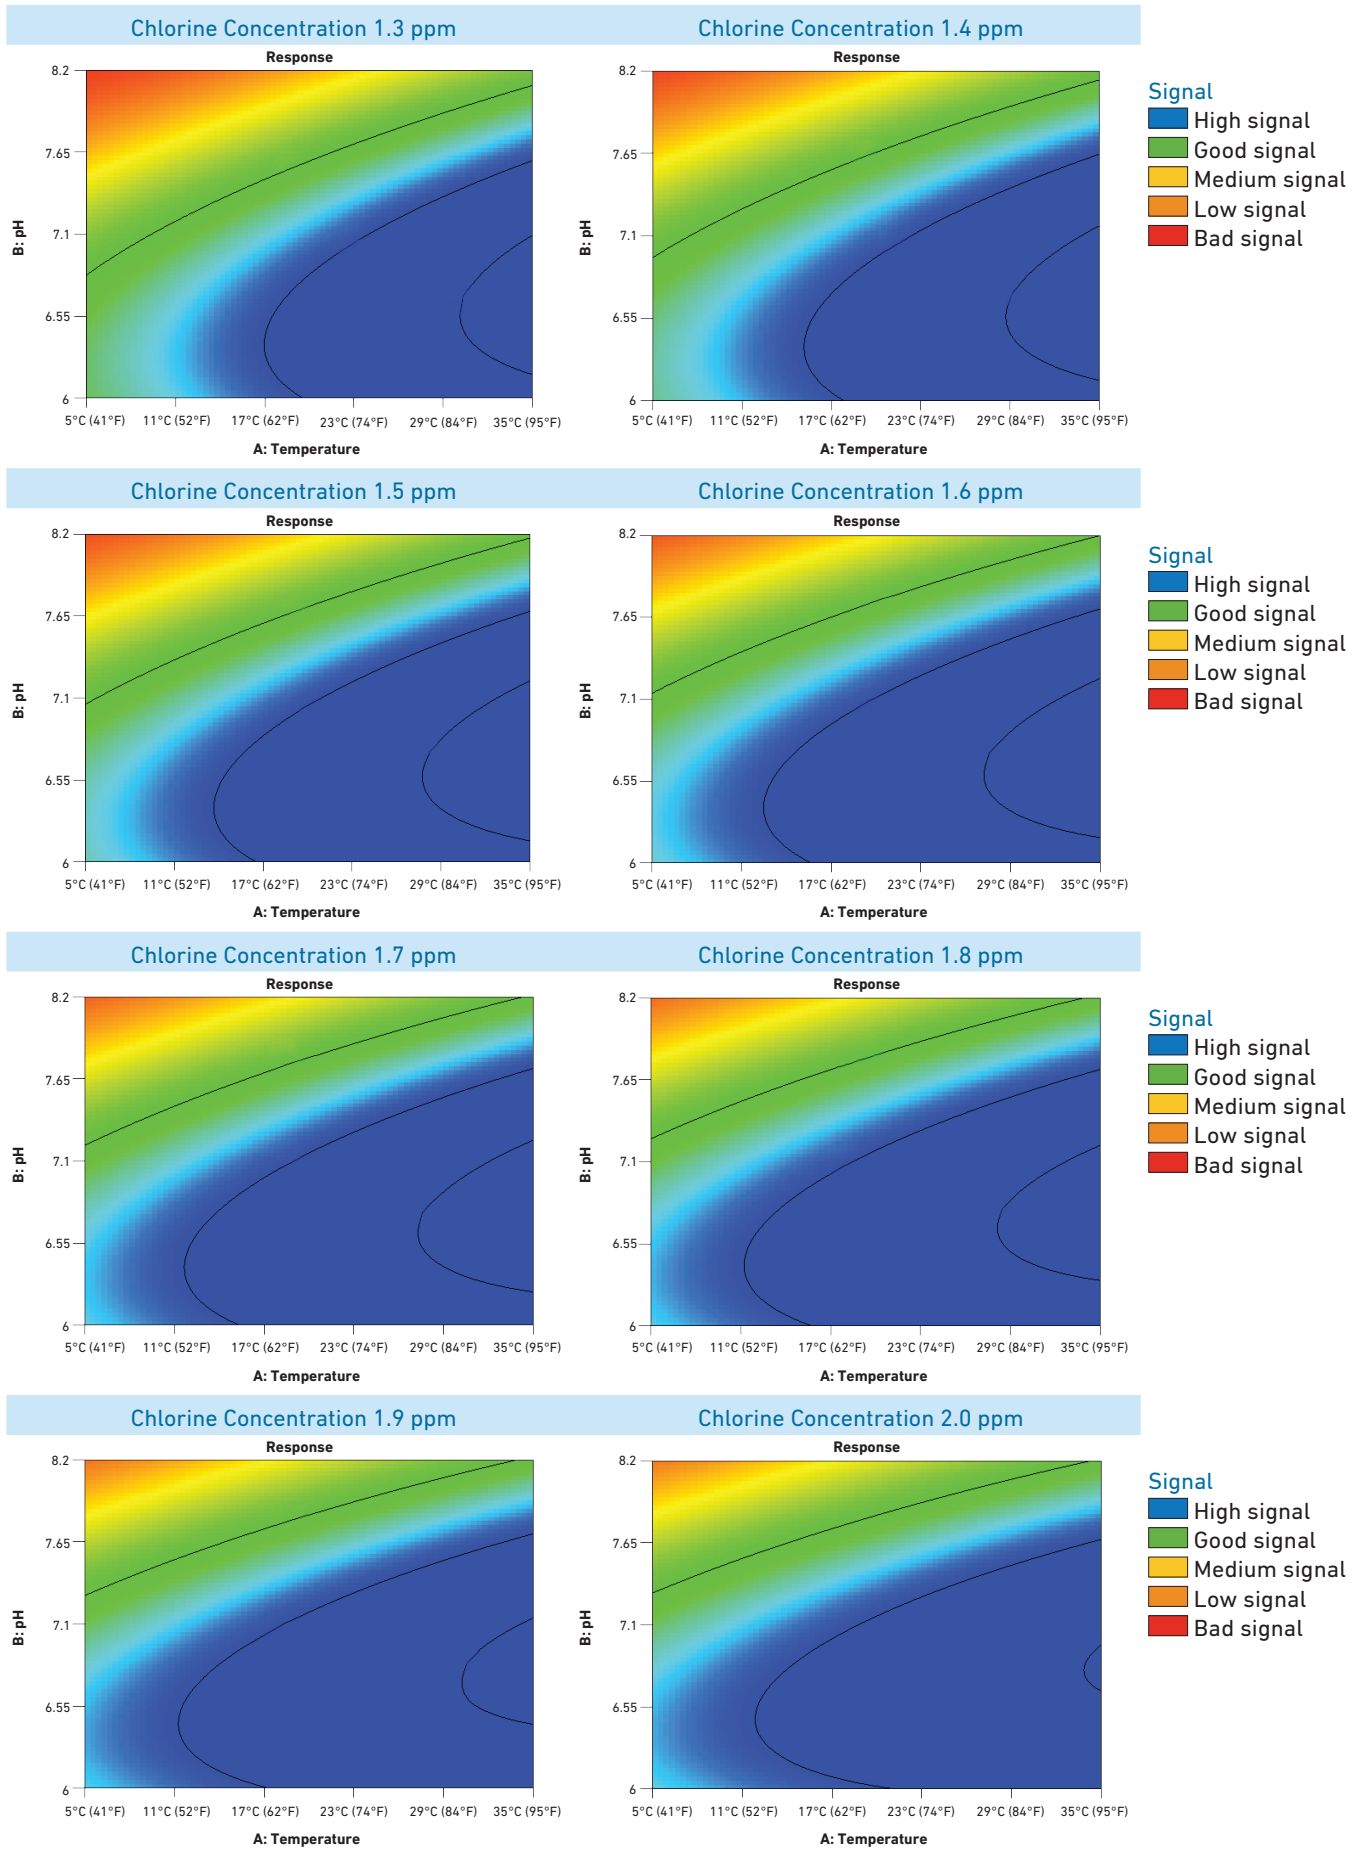 Chlorine Concentration 1.3 ppm
Chlorine Concentration 1.4 ppm
Response
8.2
7.65
7.1
6.55
6
B: pH
5°C (41°F) 11°C (52°F) 17°C (62°F) 23°C (74°F) 29°C (84°F) 35°C (95°F)
A: Temperature
Response
8.2
7.65
7.1
6.55
6
B: pH
5°C (41°F) 11°C (52°F) 17°C (62°F) 23°C (74°F) 29°C (84°F) 35°C (95°F)
A: Temperature
Signal
High signal
Good signal
Medium signal
Low signal
Bad signal
Chlorine Concentration 1.5 ppm
Chlorine Concentration 1.6 ppm
Response
8.2
7.65
7.1
6.55
6
B: pH
5°C (41°F) 11°C (52°F) 17°C (62°F) 23°C (74°F) 29°C (84°F) 35°C (95°F)
A: Temperature
Response
8.2
7.65
7.1
6.55
6
B: pH
5°C (41°F) 11°C (52°F) 17°C (62°F) 23°C (74°F) 29°C (84°F) 35°C (95°F)
A: Temperature
Signal
High signal
Good signal
Medium signal
Low signal
Bad signal
Chlorine Concentration 1.7 ppm
Chlorine Concentration 1.8 ppm
Response
8.2
7.65
7.1
6.55
6
B: pH
5°C (41°F) 11°C (52°F) 17°C (62°F) 23°C (74°F) 29°C (84°F) 35°C (95°F)
A: Temperature
Response
8.2
7.65
7.1
6.55
6
B: pH
5°C (41°F) 11°C (52°F) 17°C (62°F) 23°C (74°F) 29°C (84°F) 35°C (95°F)
A: Temperature
Signal
High signal
Good signal
Medium signal
Low signal
Bad signal
Chlorine Concentration 1.9 ppm
Chlorine Concentration 2.0 ppm
Response
8.2
7.65
7.1
6.55
6
B: pH
5°C (41°F) 11°C (52°F) 17°C (62°F) 23°C (74°F) 29°C (84°F) 35°C (95°F)
A: Temperature
Response
8.2
7.65
7.1
6.55
6
B: pH
5°C (41°F) 11°C (52°F) 17°C (62°F) 23°C (74°F) 29°C (84°F) 35°C (95°F)
A: Temperature
Signal
High signal
Good signal
Medium signal
Low signal
Bad signal